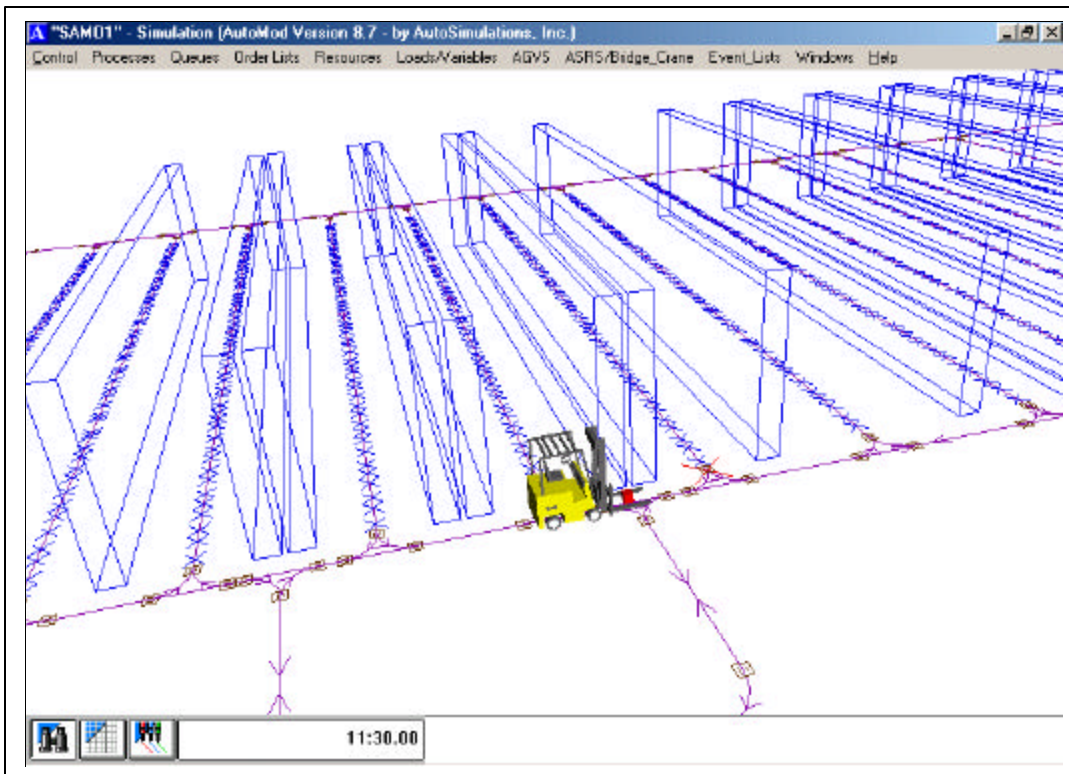 A "SAM01" - Simulation (AutoMod Version 8.7 - by AutoSimulations, Inc.)
Control Processes Queues Order Lists Resources Loads/Variables AGVS ASRS/Bridge_Crane Event_Lists Windows Help
11:30.00